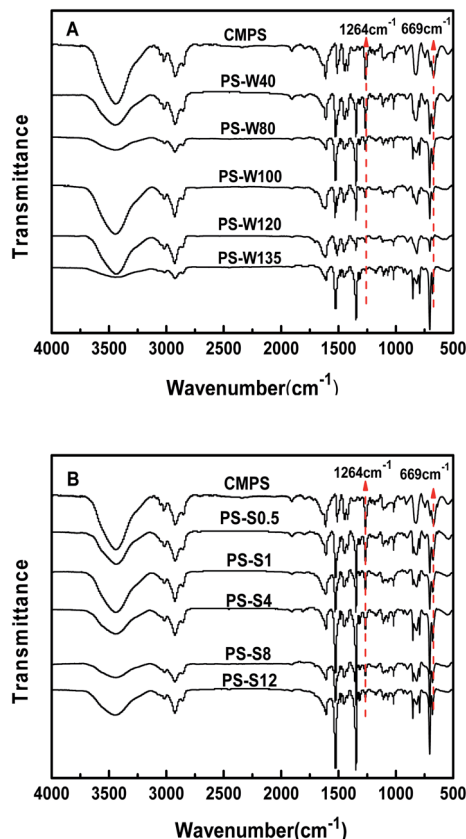 A
1264cm-1
669cm-1
CMPS
PS-W40
PS-W80
PS-W100
PS-W120
PS-W135
Transmittance
4000 3500 3000 2500 2000 1500 1000 500
Wavenumber(cm-1)
B
1264cm-1
669cm-1
CMPS
PS-S0.5
PS-S1
PS-S4
PS-S8
PS-S12
Transmittance
4000 3500 3000 2500 2000 1500 1000 500
Wavenumber(cm-1)